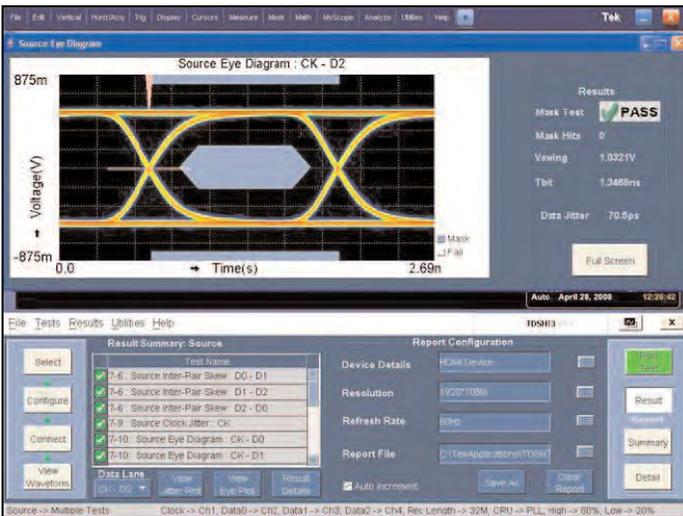 File Edit Vertical Horiz/Acq Trig Display Cursors Measure Mask Math MyScope Analyze Utilities Help Tek
Source Eye Diagram
Source Eye Diagram : CK - D2
875m
Voltage(V)
-875m
0.0
Time(s)
2.69n
Mask
Fail
Results
Mask Test PASS
Mask Hits 0
Vswing 1.0321V
Tbit 1.3468ns
Data Jitter 70.5ps
Full Screen
Auto April 28, 2008 12:26:42
File Tests Results Utilities Help TDSHT3
Select
Configure
Connect
View Waveform
Result Summary: Source
Test Name
7-6 : Source Inter-Pair Skew : D0 - D1
7-6 : Source Inter-Pair Skew : D1 - D2
7-6 : Source Inter-Pair Skew : D2 - D0
7-9 : Source Clock Jitter : CK
7-10: Source Eye Diagram : CK - D0
7-10: Source Eye Diagram : CK - D1
Data Lane
CK - D2
View Jitter Plot
View Eye Plot
Result Details
Report Configuration
Device Details HDMI Device
Resolution
Refresh Rate 60Hz
Report File C:\TekApplications\TDSH
Auto Increment
Save As
Clear Report
Run Test
Result
Report
Summary
Detail
Source -> Multiple Tests Clock -> Ch1, Data0 -> Ch2, Data1 -> Ch3, Data2 -> Ch4, Rec Length -> 32M, CRU -> PLL, High -> 80%, Low -> 20%